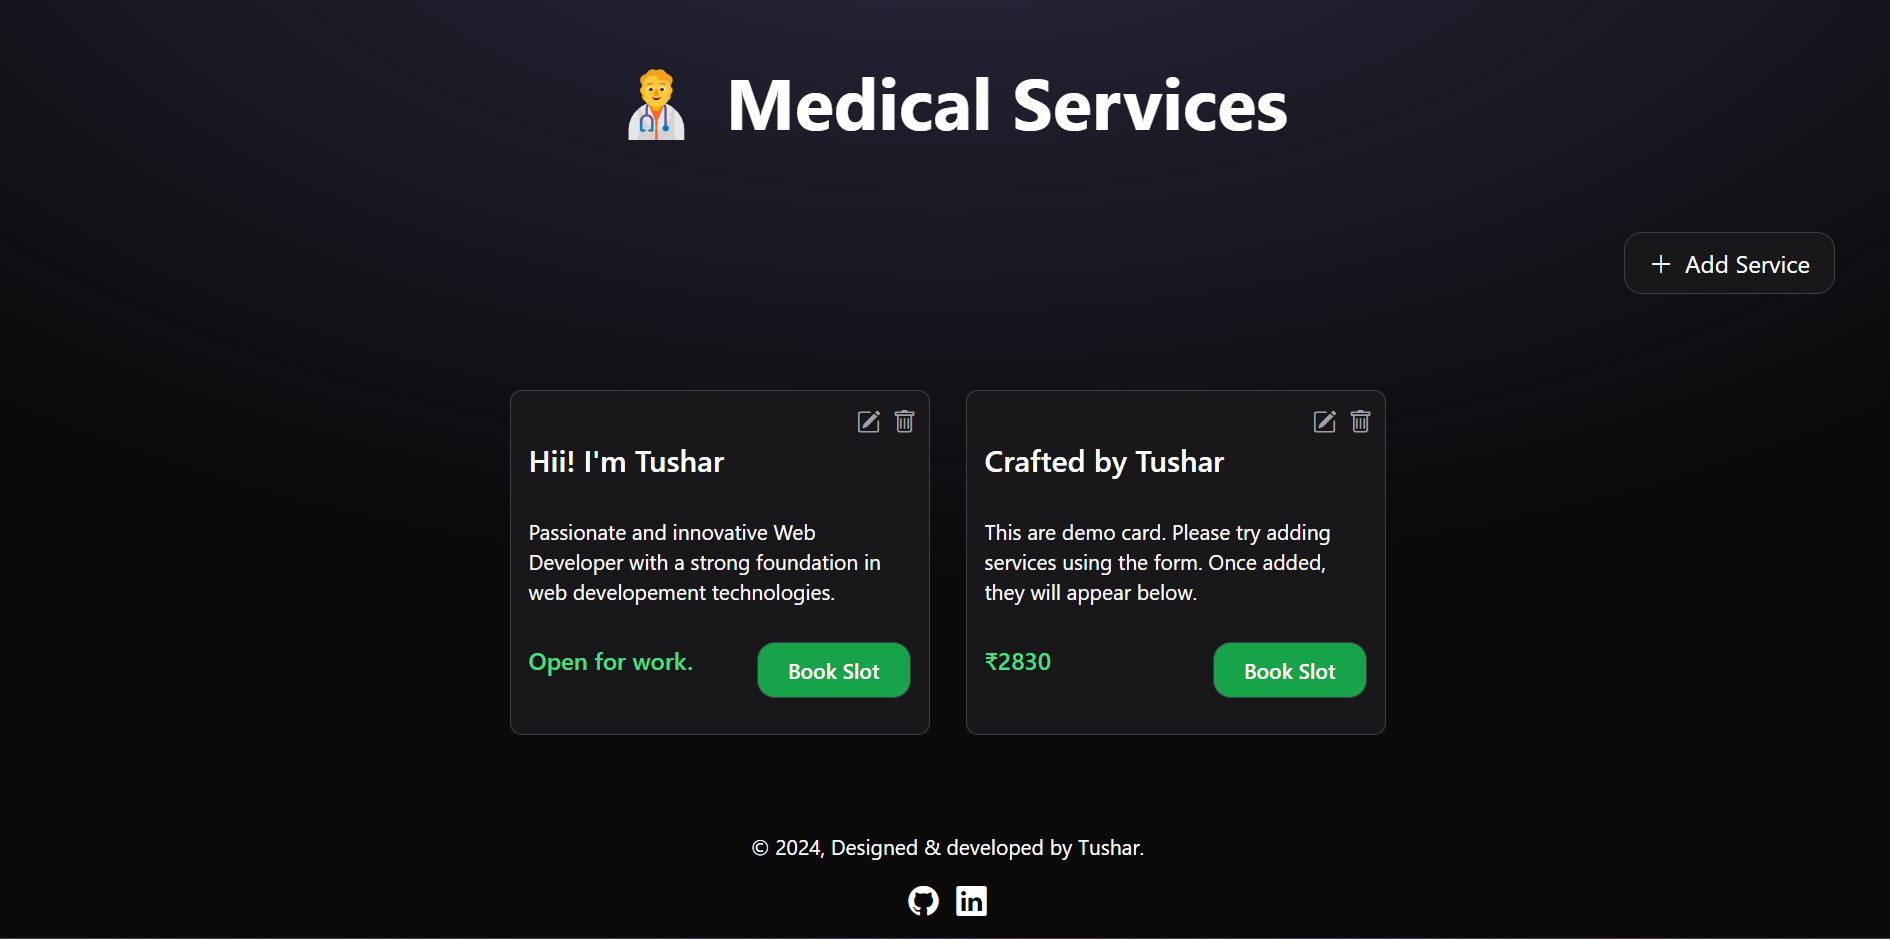 Medical Services
+ Add Service
Hii! I'm Tushar
Passionate and innovative Web
Developer with a strong foundation in
web developement technologies.
Open for work.
Book Slot
Crafted by Tushar
This are demo card. Please try adding
services using the form. Once added,
they will appear below.
₹2830
Book Slot
© 2024, Designed & developed by Tushar.
in